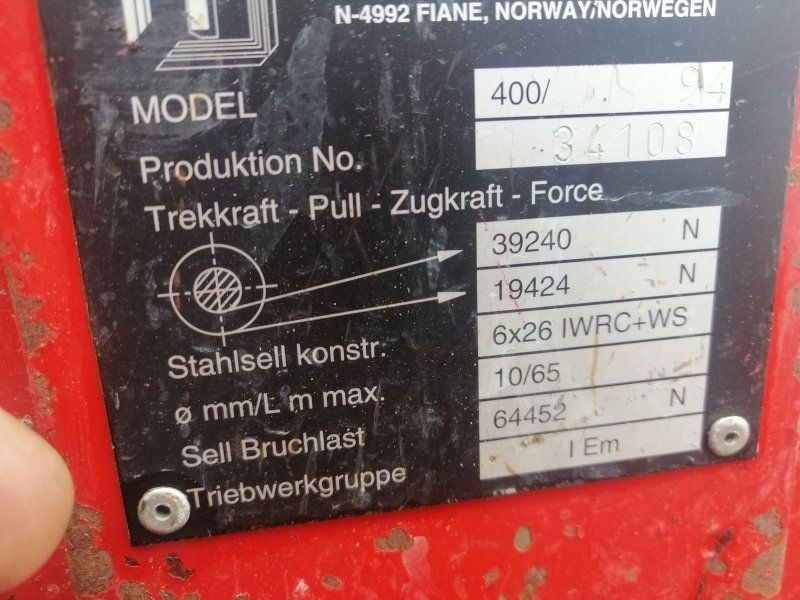 N-4992 FIANE, NORWAY/NORWEGEN
MODEL 400/ 94
Produktion No. 34108
Trekkraft - Pull - Zugkraft - Force
39240 N
19424 N
Stahlsell konstr. 6x26 IWRC+WS
ø mm/L m max. 10/65
Sell Bruchlast 64452 N
Triebwerkgruppe I Em